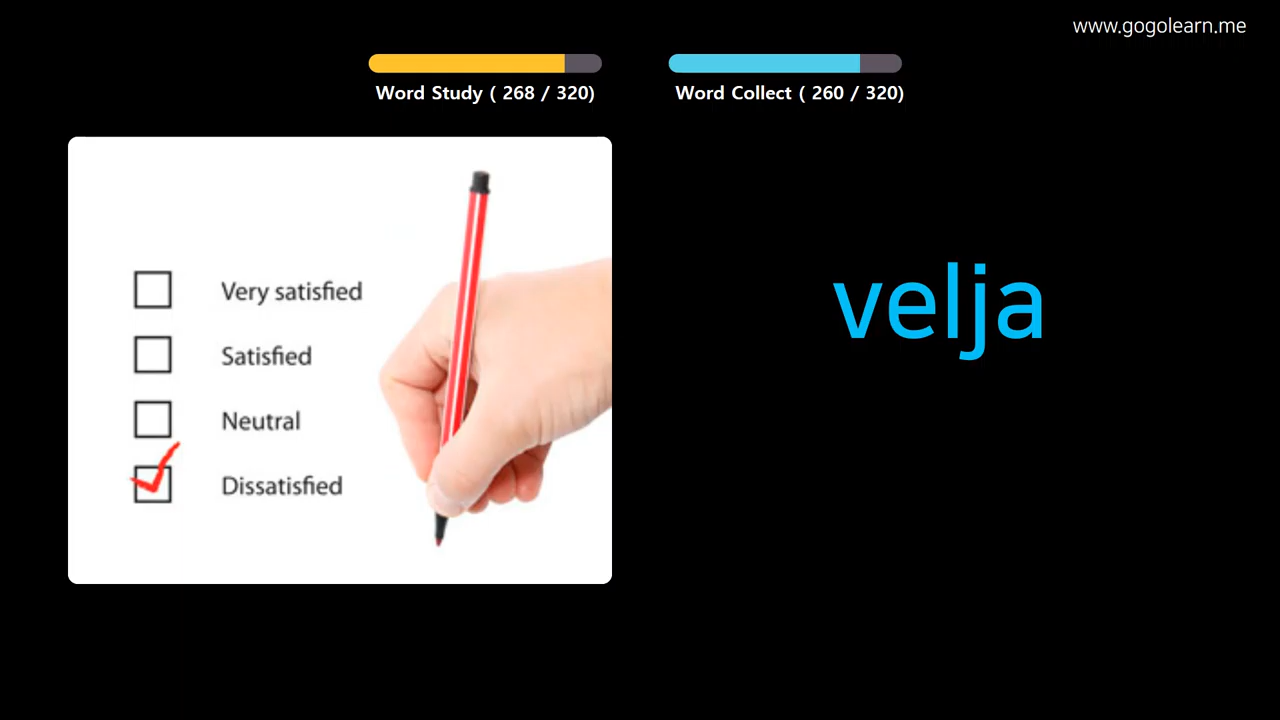 www.gogolearn.me
Word Study ( 268 / 320)
Word Collect ( 260 / 320)
Very satisfied
Satisfied
Neutral
Dissatisfied
velja